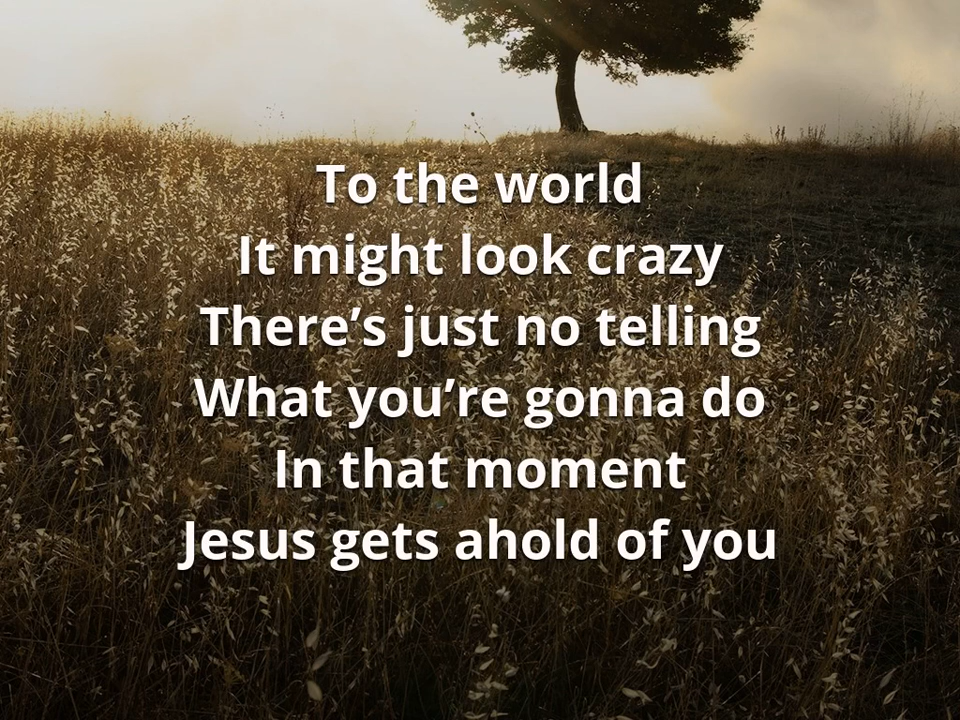 To the world
It might look crazy
There’s just no telling
What you’re gonna do
In that moment
Jesus gets ahold of you